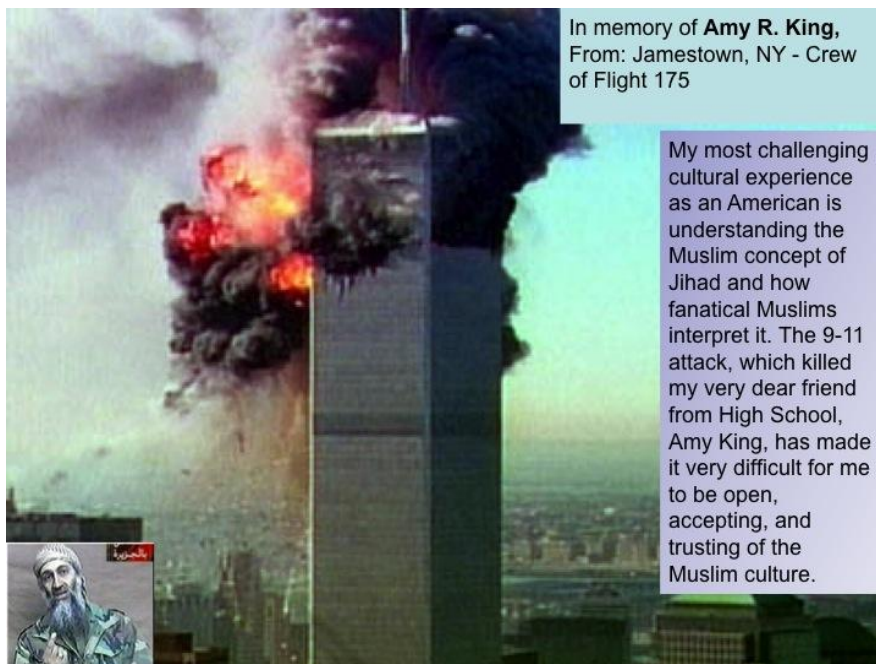 In memory of Amy R. King,
From: Jamestown, NY - Crew
of Flight 175
My most challenging
cultural experience
as an American is
understanding the
Muslim concept of
Jihad and how
fanatical Muslims
interpret it. The 9-11
attack, which killed
my very dear friend
from High School,
Amy King, has made
it very difficult for me
to be open,
accepting, and
trusting of the
Muslim culture.
بالجزيرة